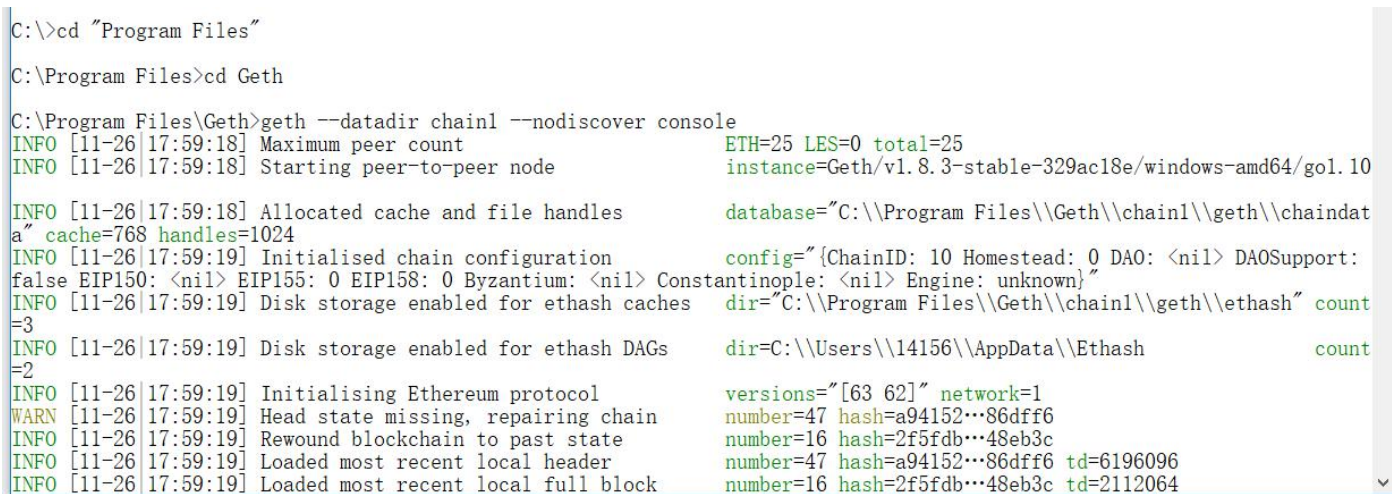 C:\>cd "Program Files"
C:\Program Files>cd Geth
C:\Program Files\Geth>geth --datadir chain1 --nodiscover console
INFO [11-26|17:59:18] Maximum peer count                       ETH=25 LES=0 total=25
INFO [11-26|17:59:18] Starting peer-to-peer node               instance=Geth/v1.8.3-stable-329ac18e/windows-amd64/go1.10
INFO [11-26|17:59:18] Allocated cache and file handles         database="C:\\Program Files\\Geth\\chain1\\geth\\chaindat
a" cache=768 handles=1024
INFO [11-26|17:59:19] Initialised chain configuration          config="{ChainID: 10 Homestead: 0 DAO: <nil> DAOSupport:
false EIP150: <nil> EIP155: 0 EIP158: 0 Byzantium: <nil> Constantinople: <nil> Engine: unknown}"
INFO [11-26|17:59:19] Disk storage enabled for ethash caches   dir="C:\\Program Files\\Geth\\chain1\\geth\\ethash" count
=3
INFO [11-26|17:59:19] Disk storage enabled for ethash DAGs     dir=C:\\Users\\14156\\AppData\\Ethash                 count
=2
INFO [11-26|17:59:19] Initialising Ethereum protocol           versions="[63 62]" network=1
WARN [11-26|17:59:19] Head state missing, repairing chain      number=47 hash=a94152…86dff6
INFO [11-26|17:59:19] Rewound blockchain to past state         number=16 hash=2f5fdb…48eb3c
INFO [11-26|17:59:19] Loaded most recent local header          number=47 hash=a94152…86dff6 td=6196096
INFO [11-26|17:59:19] Loaded most recent local full block      number=16 hash=2f5fdb…48eb3c td=2112064